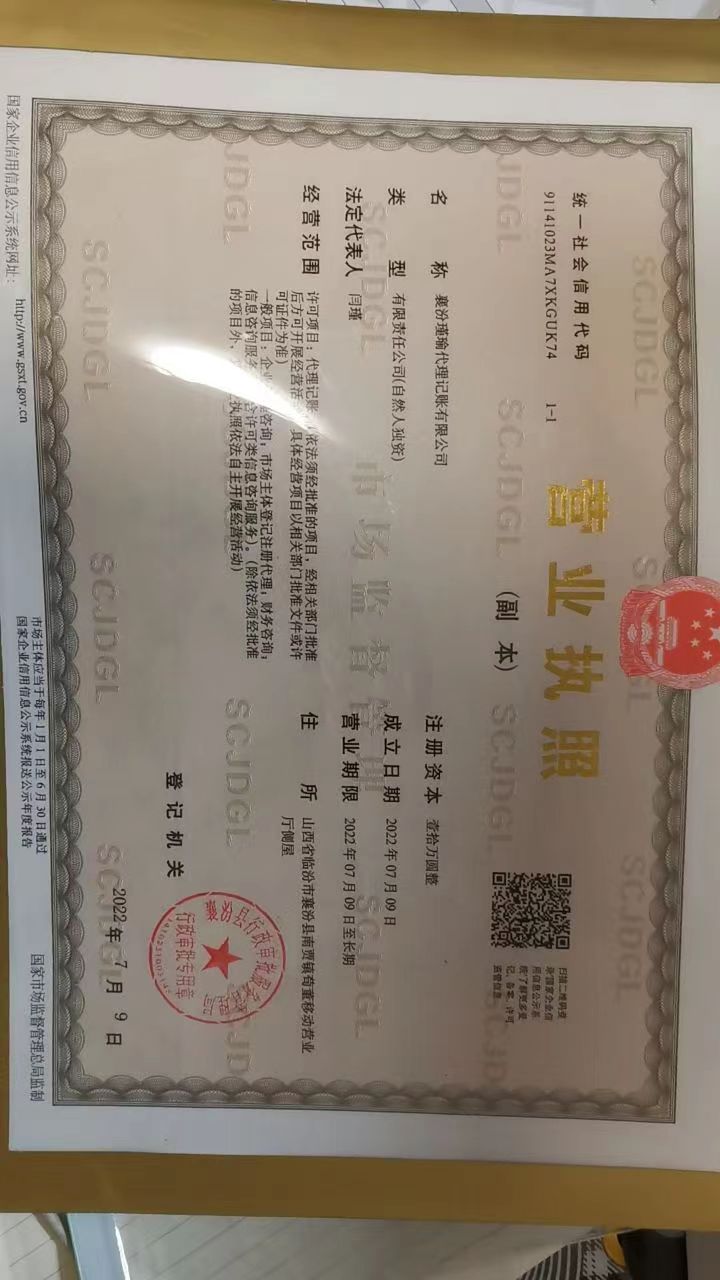 统一社会信用代码
91141023MA7XKGUK74 1-1
营业执照
(副本)
扫描二维码登
录'国家企业信
用信息公示系
统'了解更多登
记、备案、许可
监管信息
名称 襄汾瑾瑜代理记账有限公司
类型 有限责任公司(自然人独资)
法定代表人 闫瑾
经营范围 许可项目：代理记账 依法须经批准的项目，经相关部门批准
后方可开展经营活 具体经营项目以相关部门批准文件或许
可证件为准）
一般项目：企业 咨询；市场主体登记注册代理；财务咨询；
信息咨询服务 含许可类信息咨询服务）。（除依法须经批准
的项目外， 执照依法自主开展经营活动）
注册资本 壹拾万圆整
成立日期 2022年07月09日
营业期限 2022年07月09日至长期
住所 山西省临汾市襄汾县南贾镇荀董移动营业
厅侧屋
登记机关
襄汾县行政审批服务管理局
行政审批专用章
2022年 7月 9日
国家企业信用信息公示系统网址： http://www.gsxt.gov.cn
市场主体应当于每年1月1日至6月30日通过
国家企业信用信息公示系统报送公示年度报告
国家市场监督管理总局监制
SCJDGL
市场监督管理